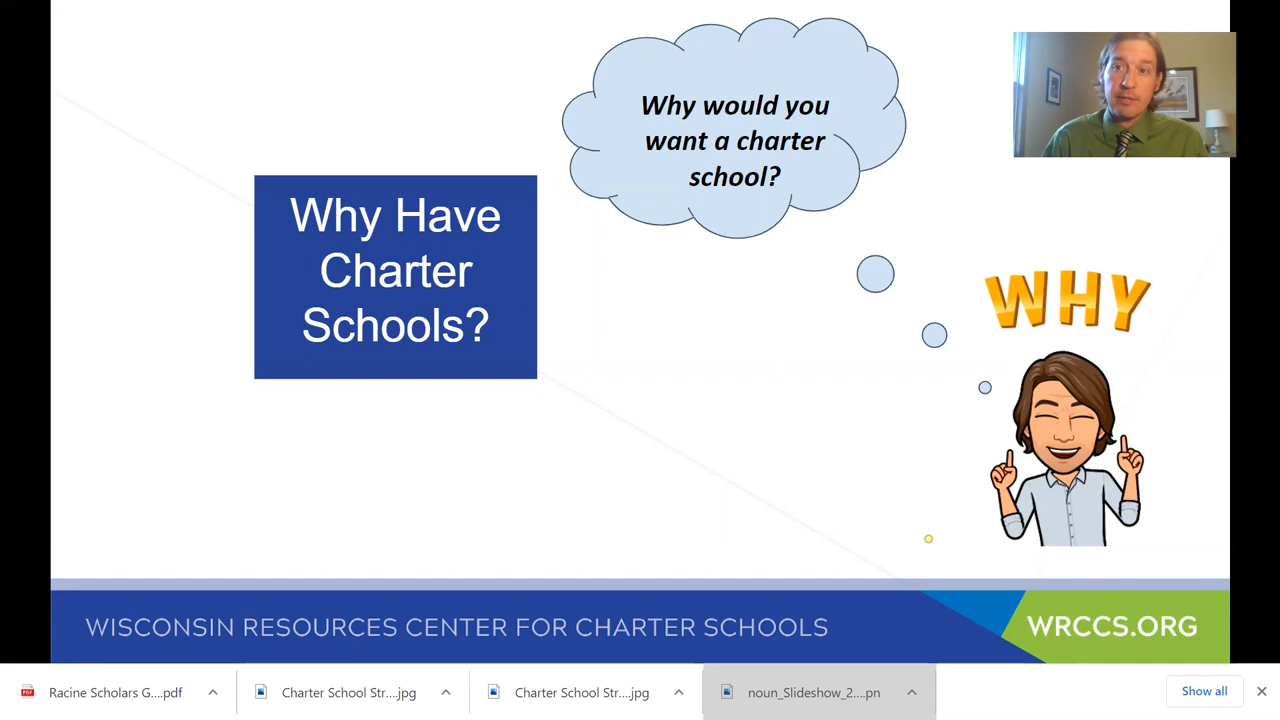 Why would you
want a charter
school?
Why Have
Charter
Schools?
WHY
WISCONSIN RESOURCES CENTER FOR CHARTER SCHOOLS
WRCCS.ORG
Racine Scholars G....pdf
Charter School Str....jpg
Charter School Str....jpg
noun_Slideshow_2....pn
Show all